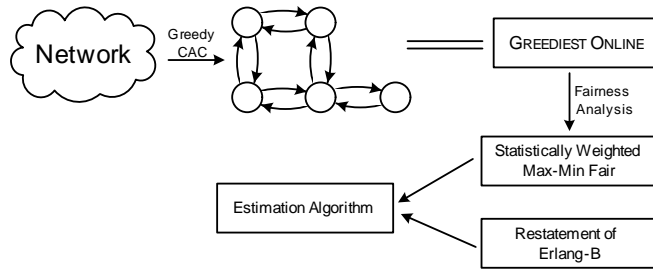 Network
Greedy
CAC
GREEDIEST ONLINE
Fairness
Analysis
Statistically Weighted
Max-Min Fair
Estimation Algorithm
Restatement of
Erlang-B